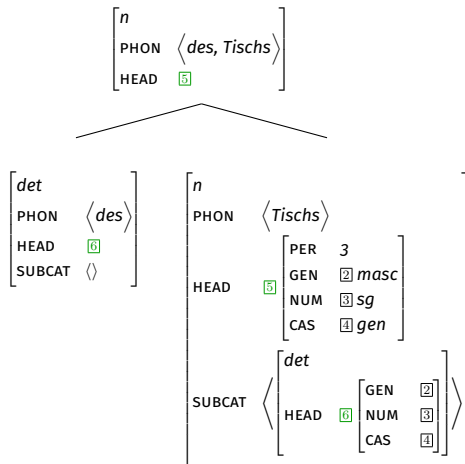 n
PHON ⟨des, Tischs⟩
HEAD 5
det
PHON ⟨des⟩
HEAD 6
SUBCAT ⟨⟩
n
PHON ⟨Tischs⟩
HEAD 5
PER 3
GEN 2 masc
NUM 3 sg
CAS 4 gen
SUBCAT
det
HEAD 6
GEN 2
NUM 3
CAS 4